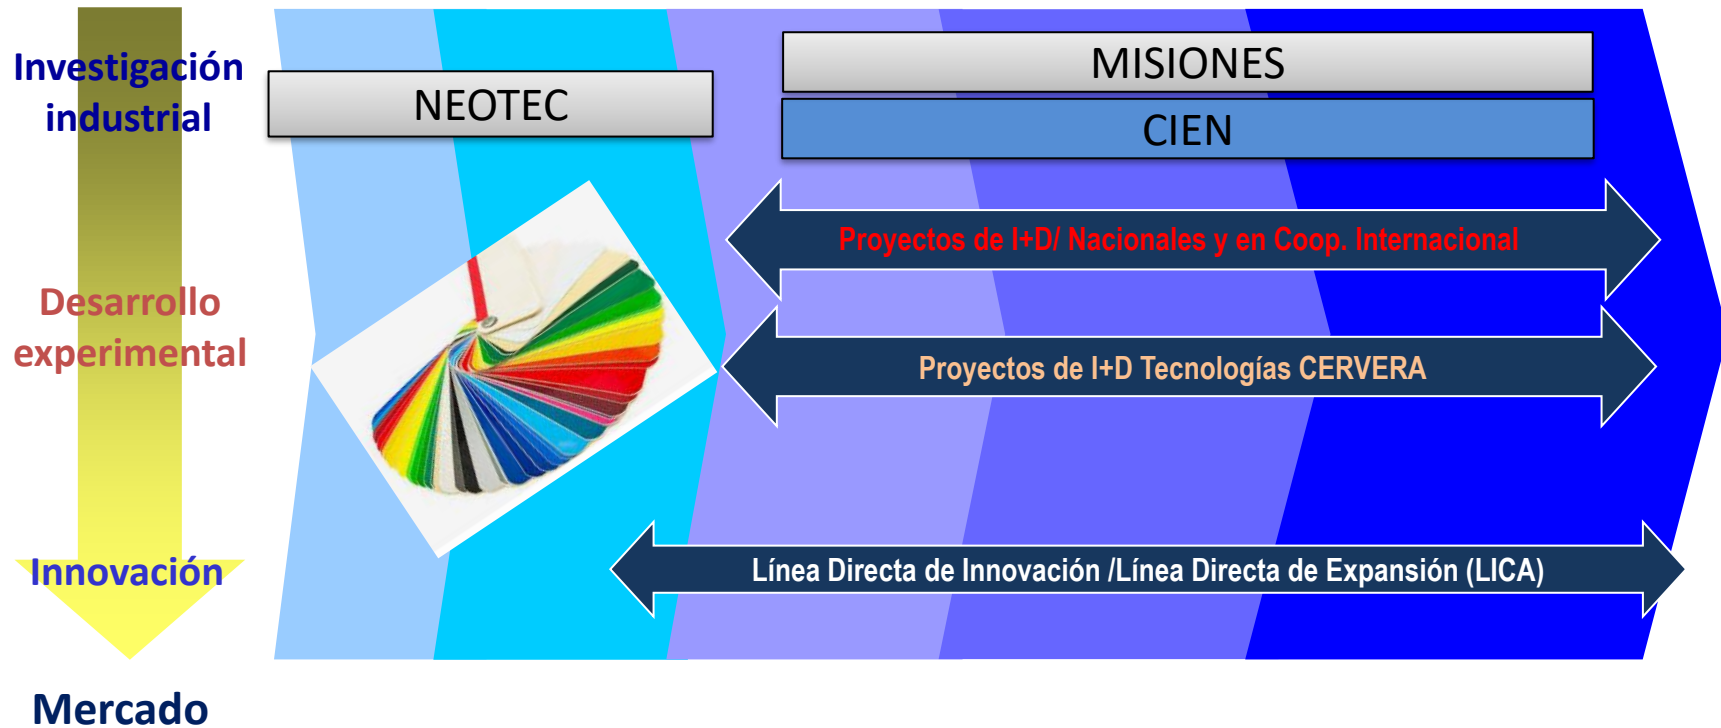 Investigación
industrial
NEOTEC
MISIONES
CIEN
Proyectos de I+D/ Nacionales y en Coop. Internacional
Desarrollo
experimental
Proyectos de I+D Tecnologías CERVERA
Innovación
Línea Directa de Innovación /Línea Directa de Expansión (LICA)
Mercado